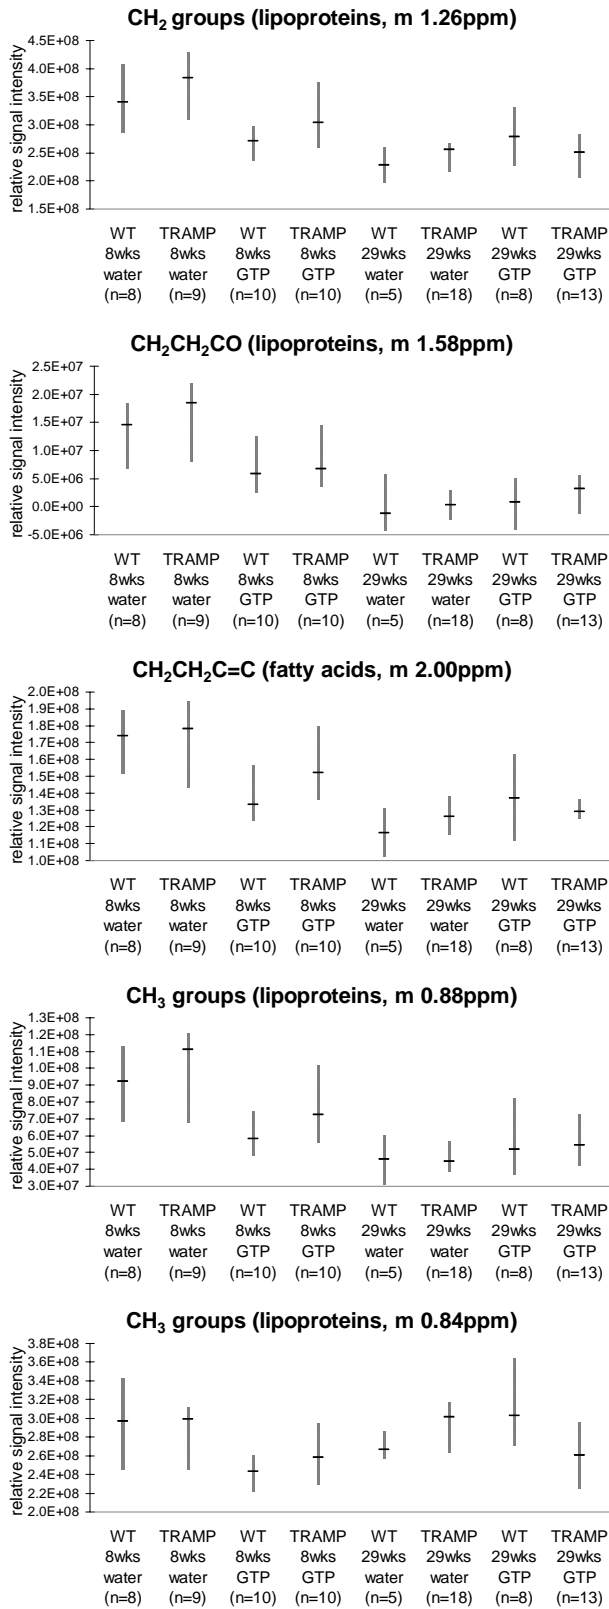 CH₂ groups (lipoproteins, m 1.26ppm)
relative signal intensity
4.5E+08
4.0E+08
3.5E+08
3.0E+08
2.5E+08
2.0E+08
1.5E+08
WT TRAMP WT TRAMP WT TRAMP WT TRAMP
8wks 8wks 8wks 8wks 29wks 29wks 29wks 29wks
water water GTP GTP water water GTP GTP
(n=8) (n=9) (n=10) (n=10) (n=5) (n=18) (n=8) (n=13)
CH₂CH₂CO (lipoproteins, m 1.58ppm)
relative signal intensity
2.5E+07
2.0E+07
1.5E+07
1.0E+07
5.0E+06
0.0E+00
-5.0E+06
WT TRAMP WT TRAMP WT TRAMP WT TRAMP
8wks 8wks 8wks 8wks 29wks 29wks 29wks 29wks
water water GTP GTP water water GTP GTP
(n=8) (n=9) (n=10) (n=10) (n=5) (n=18) (n=8) (n=13)
CH₂CH₂C=C (fatty acids, m 2.00ppm)
relative signal intensity
2.0E+08
1.9E+08
1.8E+08
1.7E+08
1.6E+08
1.5E+08
1.4E+08
1.3E+08
1.2E+08
1.1E+08
1.0E+08
WT TRAMP WT TRAMP WT TRAMP WT TRAMP
8wks 8wks 8wks 8wks 29wks 29wks 29wks 29wks
water water GTP GTP water water GTP GTP
(n=8) (n=9) (n=10) (n=10) (n=5) (n=18) (n=8) (n=13)
CH₃ groups (lipoproteins, m 0.88ppm)
relative signal intensity
1.3E+08
1.2E+08
1.1E+08
1.0E+08
9.0E+07
8.0E+07
7.0E+07
6.0E+07
5.0E+07
4.0E+07
3.0E+07
WT TRAMP WT TRAMP WT TRAMP WT TRAMP
8wks 8wks 8wks 8wks 29wks 29wks 29wks 29wks
water water GTP GTP water water GTP GTP
(n=8) (n=9) (n=10) (n=10) (n=5) (n=18) (n=8) (n=13)
CH₃ groups (lipoproteins, m 0.84ppm)
relative signal intensity
3.8E+08
3.6E+08
3.4E+08
3.2E+08
3.0E+08
2.8E+08
2.6E+08
2.4E+08
2.2E+08
2.0E+08
WT TRAMP WT TRAMP WT TRAMP WT TRAMP
8wks 8wks 8wks 8wks 29wks 29wks 29wks 29wks
water water GTP GTP water water GTP GTP
(n=8) (n=9) (n=10) (n=10) (n=5) (n=18) (n=8) (n=13)